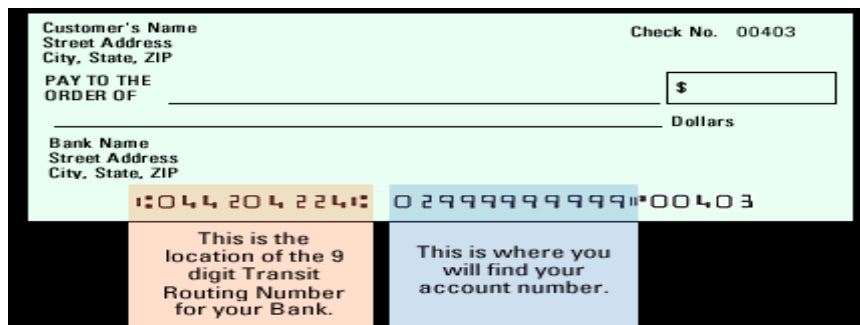 Customer's Name
Street Address
City, State, ZIP
Check No. 00403
PAY TO THE
ORDER OF
$
Dollars
Bank Name
Street Address
City, State, ZIP
⑆044204224⑆ 0299999999999⑈00403
This is the
location of the 9
digit Transit
Routing Number
for your Bank.
This is where you
will find your
account number.